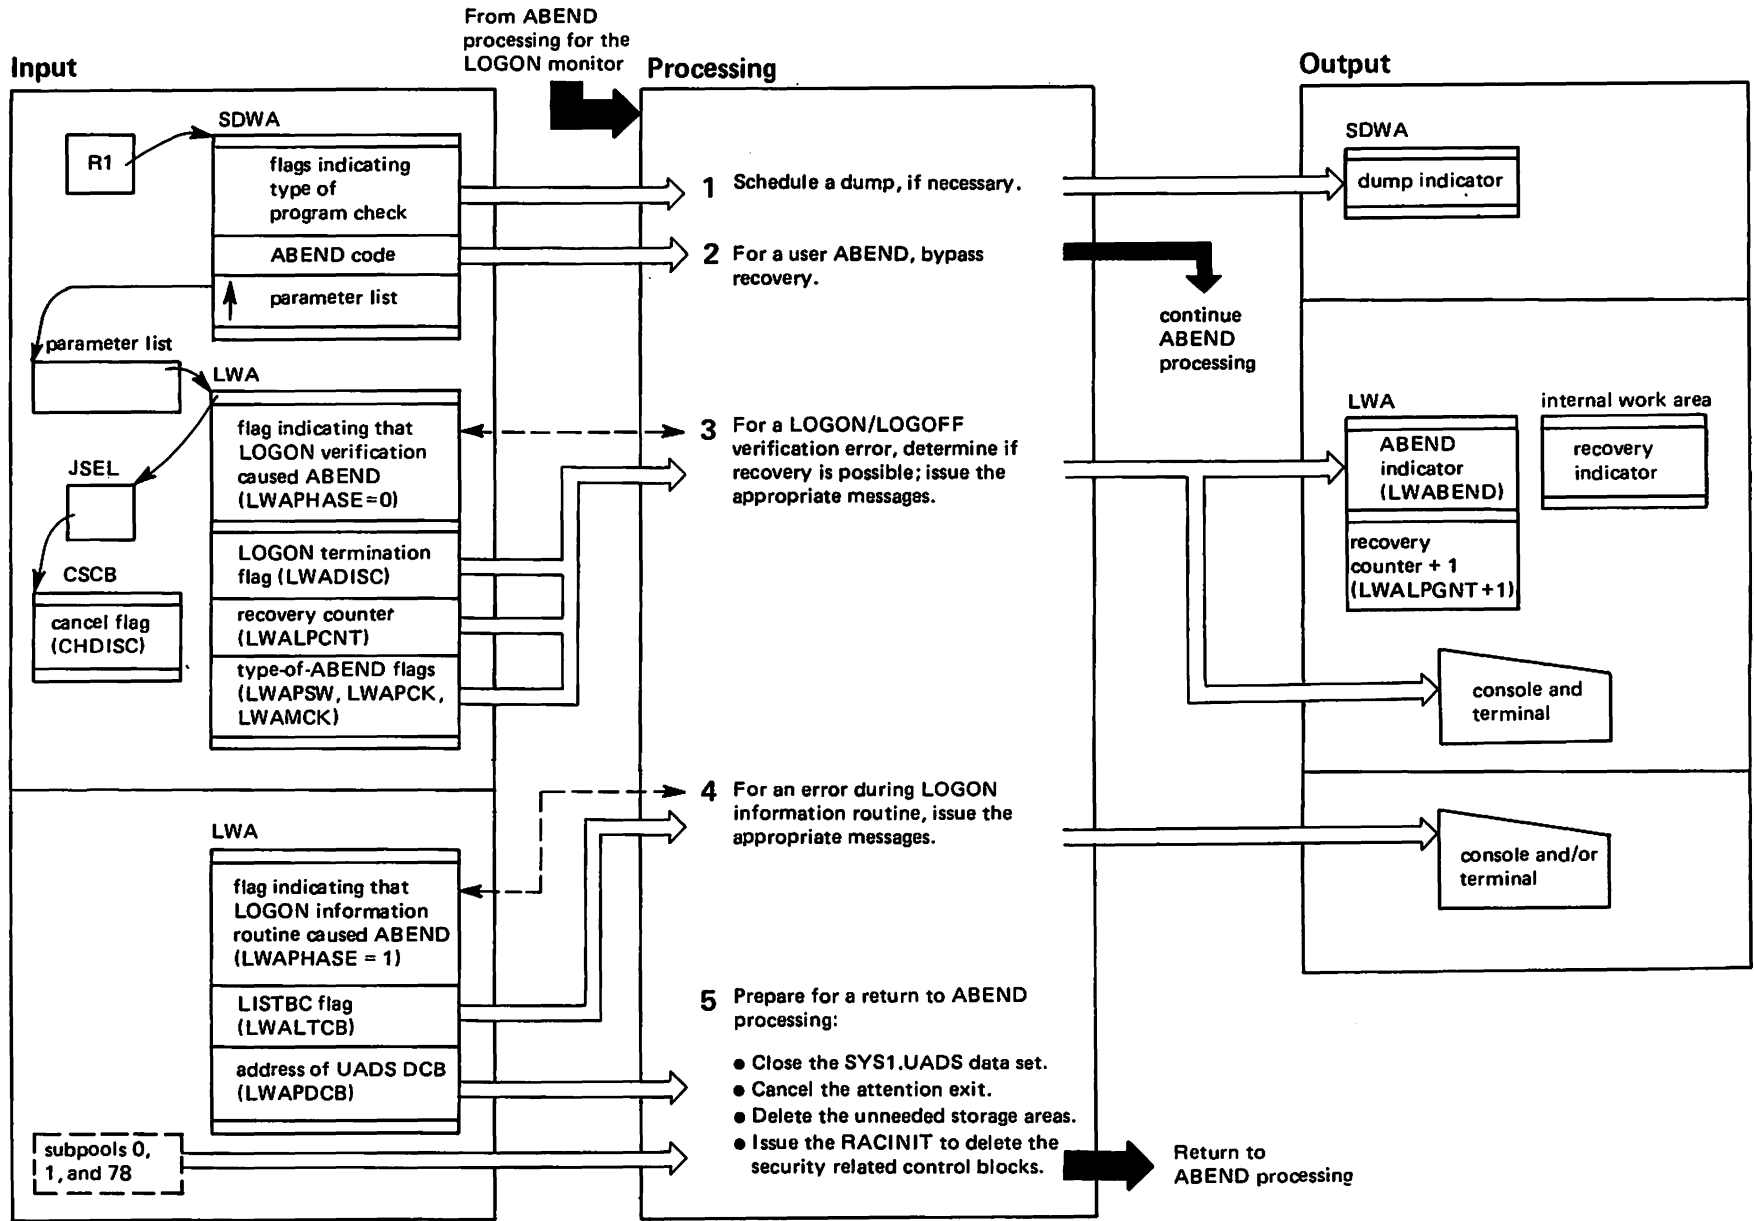 From ABEND
processing for the
LOGON monitor
Input
Processing
Output
SDWA
R1
flags indicating
type of
program check
ABEND code
parameter list
parameter list
LWA
flag indicating that
LOGON verification
caused ABEND
(LWAPHASE=0)
JSEL
LOGON termination
flag (LWADISC)
CSCB
cancel flag
(CHDISC)
recovery counter
(LWALPCNT)
type-of-ABEND flags
(LWAPSW, LWAPCK,
LWAMCK)
LWA
flag indicating that
LOGON information
routine caused ABEND
(LWAPHASE = 1)
LISTBC flag
(LWALTCB)
address of UADS DCB
(LWAPDCB)
subpools 0,
1, and 78
1 Schedule a dump, if necessary.
2 For a user ABEND, bypass
recovery.
continue
ABEND
processing
3 For a LOGON/LOGOFF
verification error, determine if
recovery is possible; issue the
appropriate messages.
4 For an error during LOGON
information routine, issue the
appropriate messages.
5 Prepare for a return to ABEND
processing:
● Close the SYS1.UADS data set.
● Cancel the attention exit.
● Delete the unneeded storage areas.
● Issue the RACINIT to delete the
security related control blocks.
Return to
ABEND processing
SDWA
dump indicator
LWA
ABEND
indicator
(LWABEND)
recovery
counter + 1
(LWALPGNT+1)
internal work area
recovery
indicator
console and
terminal
console and/or
terminal